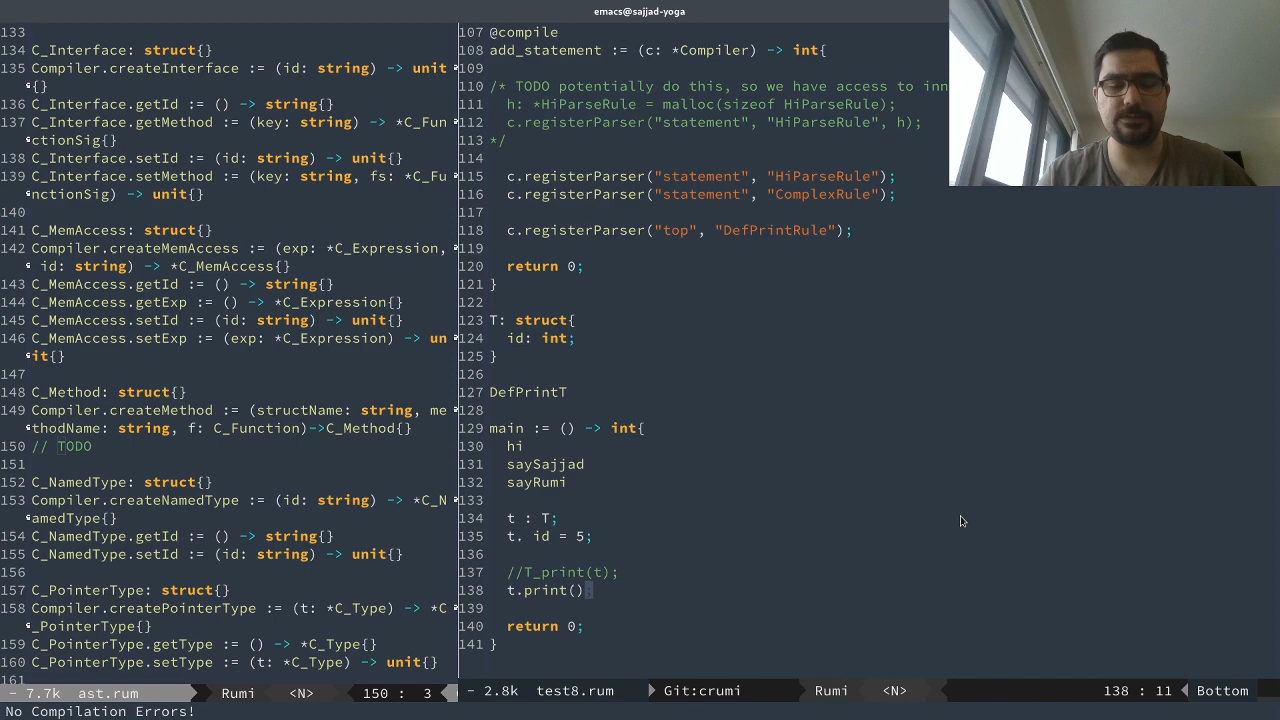 emacs@sajjad-yoga
133
134 C_Interface: struct{}
135 Compiler.createInterface := (id: string) -> unit
{}
136 C_Interface.getId := () -> string{}
137 C_Interface.getMethod := (key: string) -> *C_Fun
ctionSig{}
138 C_Interface.setId := (id: string) -> unit{}
139 C_Interface.setMethod := (key: string, fs: *C_Fu
nctionSig) -> unit{}
140
141 C_MemAccess: struct{}
142 Compiler.createMemAccess := (exp: *C_Expression,
id: string) -> *C_MemAccess{}
143 C_MemAccess.getId := () -> string{}
144 C_MemAccess.getExp := () -> *C_Expression{}
145 C_MemAccess.setId := (id: string) -> unit{}
146 C_MemAccess.setExp := (exp: *C_Expression) -> un
it{}
147
148 C_Method: struct{}
149 Compiler.createMethod := (structName: string, me
thodName: string, f: C_Function)->C_Method{}
150 // TODO
151
152 C_NamedType: struct{}
153 Compiler.createNamedType := (id: string) -> *C_N
amedType{}
154 C_NamedType.getId := () -> string{}
155 C_NamedType.setId := (id: string) -> unit{}
156
157 C_PointerType: struct{}
158 Compiler.createPointerType := (t: *C_Type) -> *C
_PointerType{}
159 C_PointerType.getType := () -> *C_Type{}
160 C_PointerType.setType := (t: *C_Type) -> unit{}
161
- 7.7k ast.rum Rumi <N> 150 : 3
107 @compile
108 add_statement := (c: *Compiler) -> int{
109
110 /* TODO potentially do this, so we have access to inn
111 h: *HiParseRule = malloc(sizeof HiParseRule);
112 c.registerParser("statement", "HiParseRule", h);
113 */
114
115 c.registerParser("statement", "HiParseRule");
116 c.registerParser("statement", "ComplexRule");
117
118 c.registerParser("top", "DefPrintRule");
119
120 return 0;
121 }
122
123 T: struct{
124 id: int;
125 }
126
127 DefPrintT
128
129 main := () -> int{
130 hi
131 saySajjad
132 sayRumi
133
134 t : T;
135 t. id = 5;
136
137 //T_print(t);
138 t.print();
139
140 return 0;
141 }
- 2.8k test8.rum Git:crumi Rumi <N> 138 : 11 Bottom
No Compilation Errors!